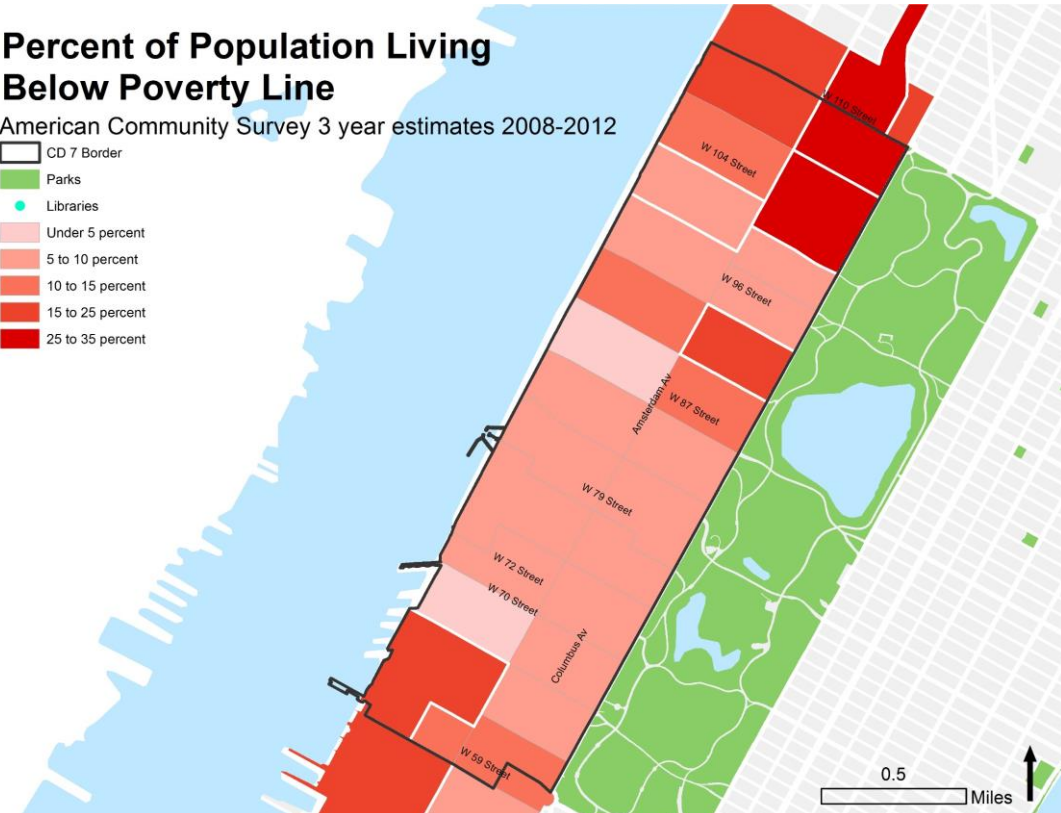 Percent of Population Living
Below Poverty Line
American Community Survey 3 year estimates 2008-2012
CD 7 Border
Parks
Libraries
Under 5 percent
5 to 10 percent
10 to 15 percent
15 to 25 percent
25 to 35 percent
W 110 Street
W 104 Street
W 96 Street
Amsterdam Av
W 87 Street
W 79 Street
W 72 Street
W 70 Street
Columbus Av
W 59 Street
0.5
Miles